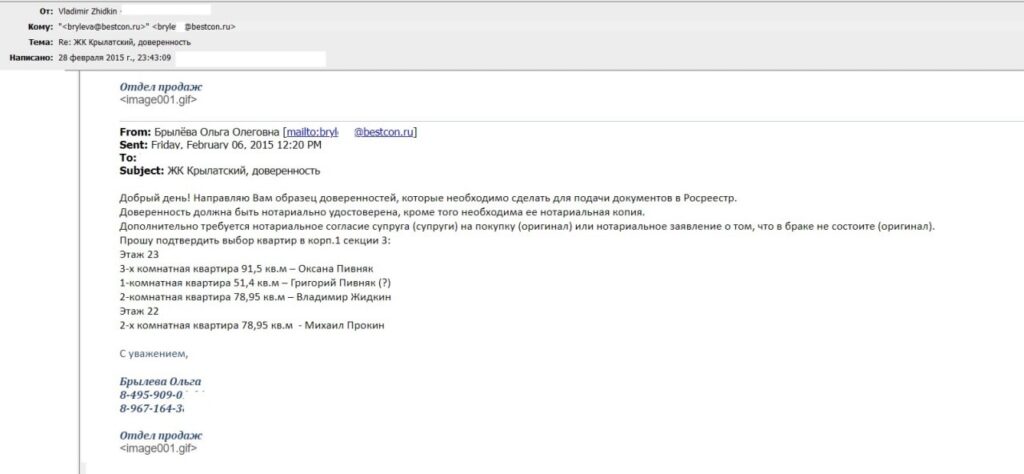 От: Vladimir Zhidkin
Кому: "<bryleva@bestcon.ru>" <bryle @bestcon.ru>
Тема: Re: ЖК Крылатский, доверенность
Написано: 28 февраля 2015 г., 23:43:09
Отдел продаж
<image001.gif>
From: Брылёва Ольга Олеговна [mailto:bryl @bestcon.ru]
Sent: Friday, February 06, 2015 12:20 PM
To:
Subject: ЖК Крылатский, доверенность
Добрый день! Направляю Вам образец доверенностей, которые необходимо сделать для подачи документов в Росреестр.
Доверенность должна быть нотариально удостоверена, кроме того необходима ее нотариальная копия.
Дополнительно требуется нотариальное согласие супруга (супруги) на покупку (оригинал) или нотариальное заявление о том, что в браке не состоите (оригинал).
Прошу подтвердить выбор квартир в корп.1 секции 3:
Этаж 23
3-х комнатная квартира 91,5 кв.м – Оксана Пивняк
1-комнатная квартира 51,4 кв.м – Григорий Пивняк (?)
2-комнатная квартира 78,95 кв.м – Владимир Жидкин
Этаж 22
2-х комнатная квартира 78,95 кв.м - Михаил Прокин
С уважением,
Брылева Ольга
8-495-909-0
8-967-164-3
Отдел продаж
<image001.gif>